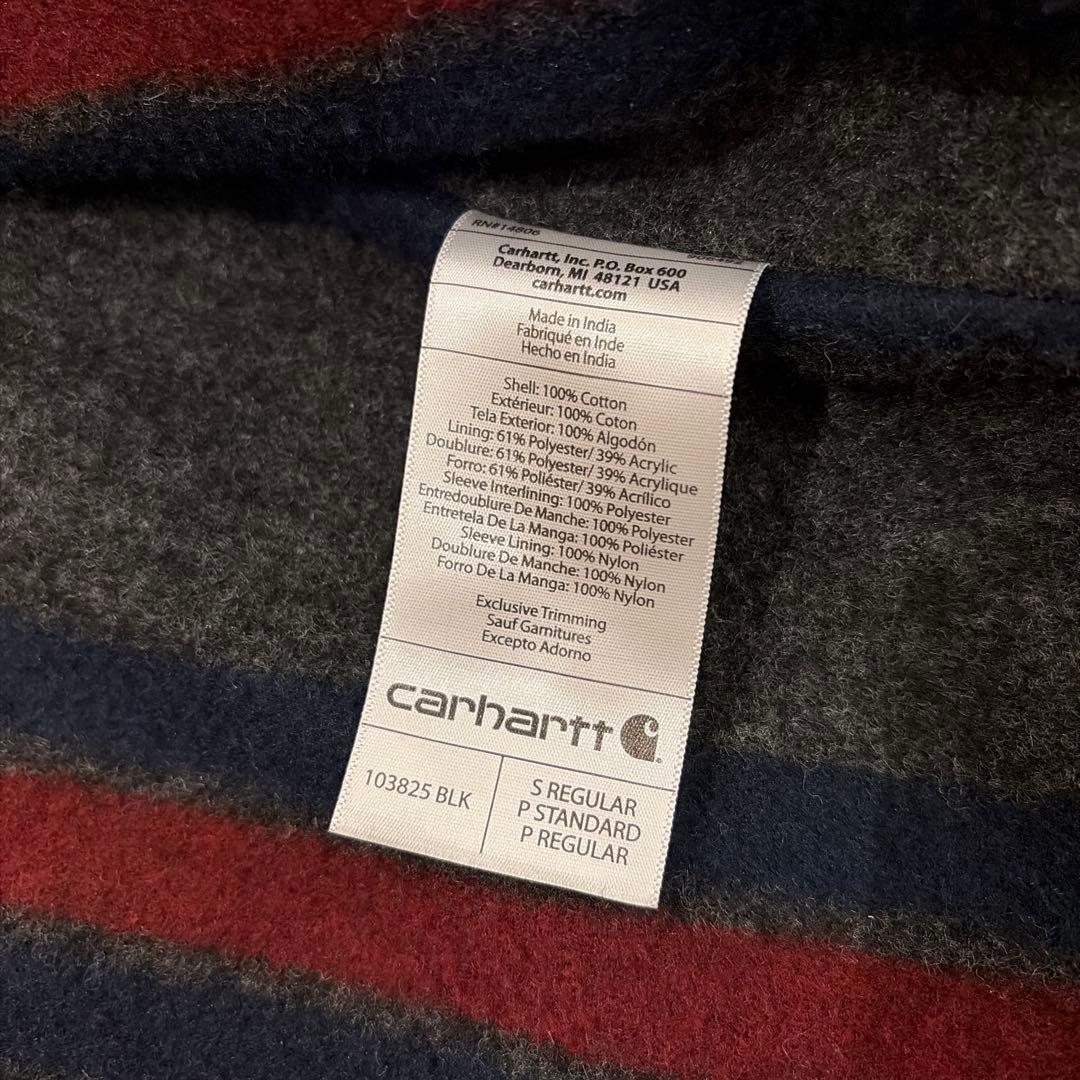 RN#14806
Carhartt, Inc. P.O. Box 600
Dearborn, MI 48121 USA
carhartt.com
Made in India
Fabriqué en Inde
Hecho en India
Shell: 100% Cotton
Extérieur: 100% Coton
Tela Exterior: 100% Algodón
Lining: 61% Polyester/ 39% Acrylic
Doublure: 61% Polyester/ 39% Acrylique
Forro: 61% Poliéster/ 39% Acrílico
Sleeve Interlining: 100% Polyester
Entredoublure De Manche: 100% Polyester
Entretela De La Manga: 100% Poliéster
Sleeve Lining: 100% Nylon
Doublure De Manche: 100% Nylon
Forro De La Manga: 100% Nylon
Exclusive Trimming
Sauf Garnitures
Excepto Adorno
carhartt
103825 BLK
S REGULAR
P STANDARD
P REGULAR